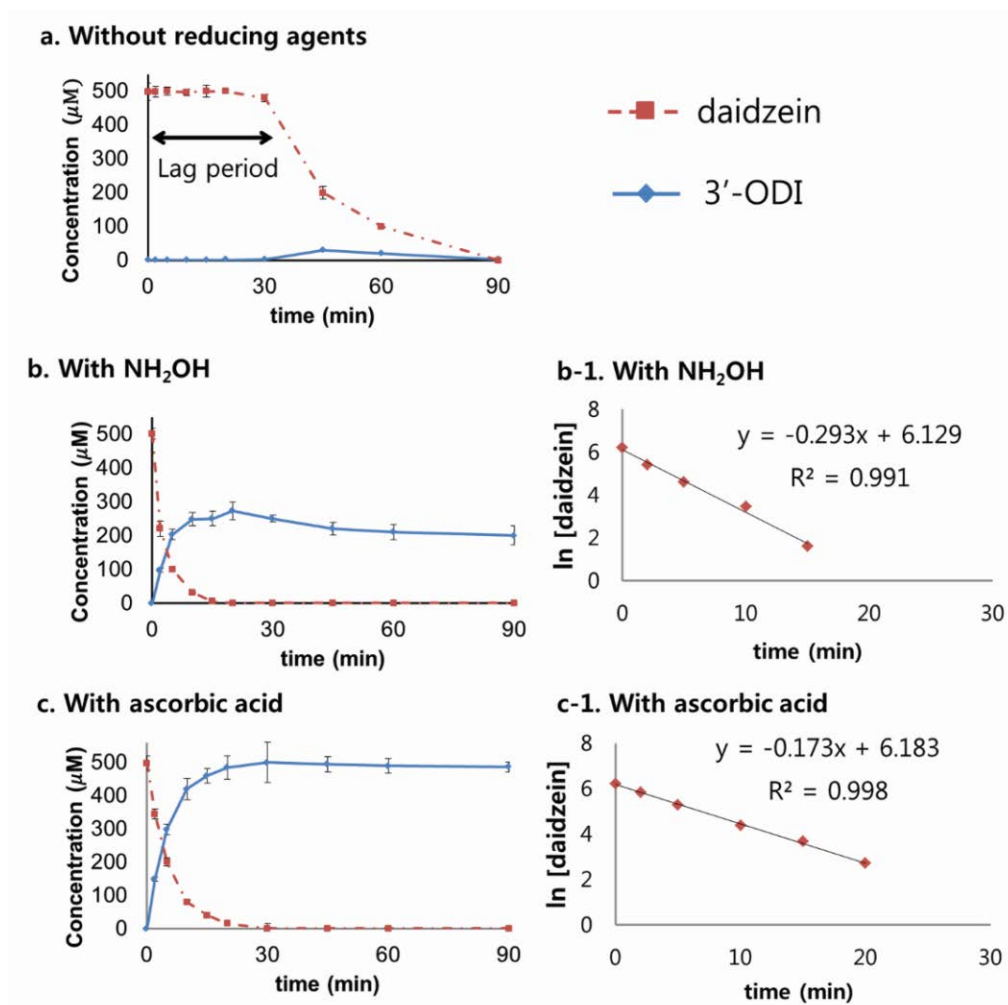 a. Without reducing agents
Concentration (µM)
500
400
300
200
100
0
Lag period
0 30 60 90
time (min)
daidzein
3′-ODI
b. With NH₂OH
Concentration (µM)
500
400
300
200
100
0
0 30 60 90
time (min)
b-1. With NH₂OH
ln [daidzein]
8
6
4
2
0
y = -0.293x + 6.129
R² = 0.991
0 10 20 30
time (min)
c. With ascorbic acid
Concentration (µM)
500
400
300
200
100
0
0 30 60 90
time (min)
c-1. With ascorbic acid
ln [daidzein]
8
6
4
2
0
y = -0.173x + 6.183
R² = 0.998
0 10 20 30
time (min)